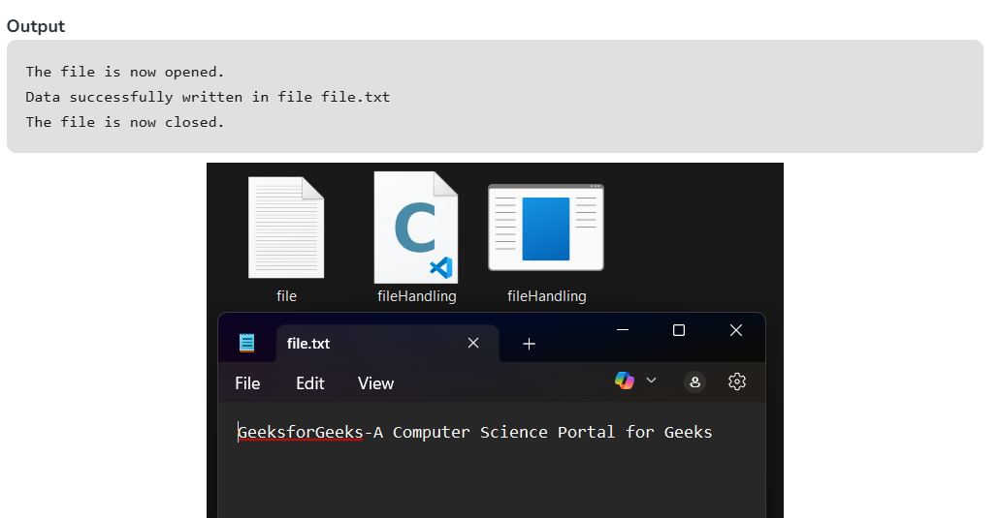 Output
The file is now opened.
Data successfully written in file file.txt
The file is now closed.
C
file
fileHandling
fileHandling
file.txt
File Edit View
GeeksforGeeks-A Computer Science Portal for Geeks